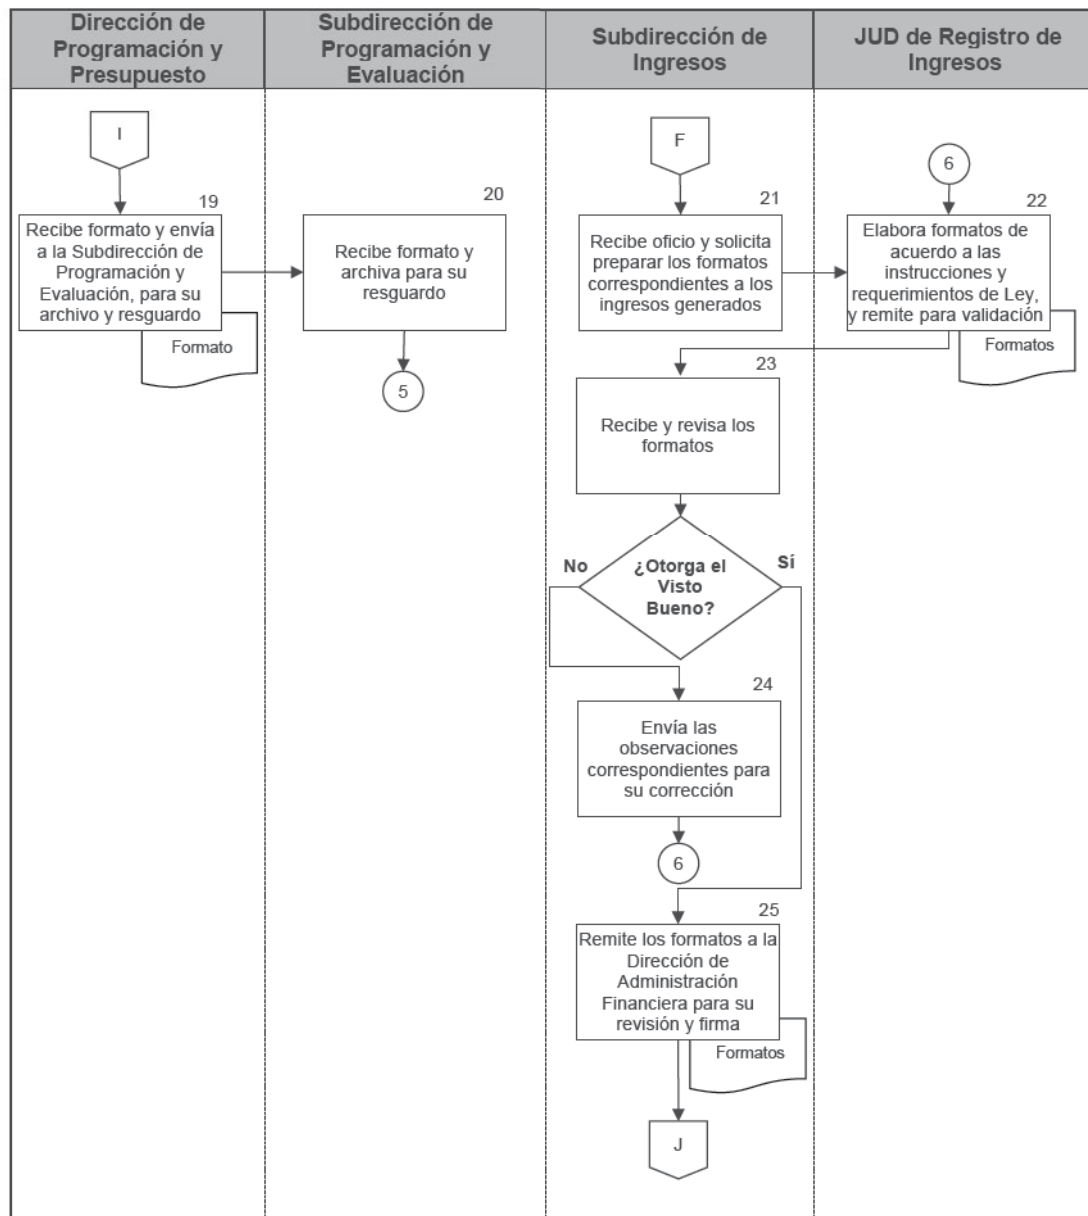 Dirección de
Programación y
Presupuesto
Subdirección de
Programación y
Evaluación
Subdirección de
Ingresos
JUD de Registro de
Ingresos
I
19
Recibe formato y envía
a la Subdirección de
Programación y
Evaluación, para su
archivo y resguardo
Formato
20
Recibe formato y
archiva para su
resguardo
5
F
21
Recibe oficio y solicita
preparar los formatos
correspondientes a los
ingresos generados
6
22
Elabora formatos de
acuerdo a las
instrucciones y
requerimientos de Ley,
y remite para validación
Formatos
23
Recibe y revisa los
formatos
No
¿Otorga el
Visto
Bueno?
Sí
24
Envía las
observaciones
correspondientes para
su corrección
6
25
Remite los formatos a la
Dirección de
Administración
Financiera para su
revisión y firma
Formatos
J